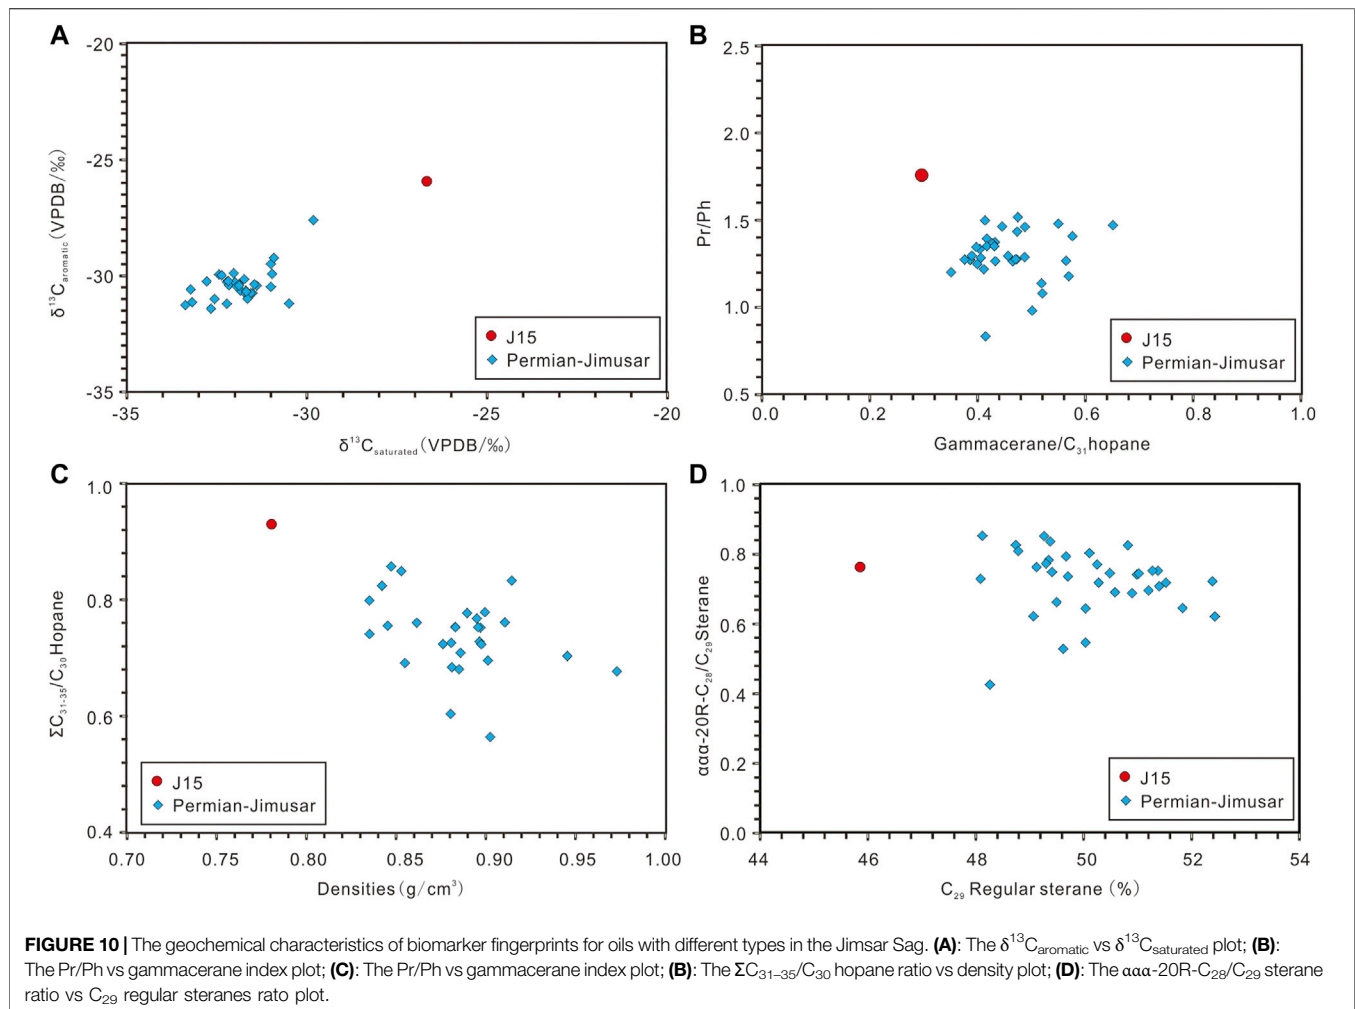 A
-20
-25
-30
-35
δ¹³C_aromatic (VPDB/‰)
J15
Permian-Jimusar
-35 -30 -25 -20
δ¹³C_saturated (VPDB/‰)
B
2.5
2.0
1.5
1.0
0.5
Pr/Ph
J15
Permian-Jimusar
0.0 0.2 0.4 0.6 0.8 1.0
Gammacerane/C₃₁hopane
C
1.0
0.8
0.6
0.4
ΣC₃₁₋₃₅/C₃₀Hopane
J15
Permian-Jimusar
0.70 0.75 0.80 0.85 0.90 0.95 1.00
Densities (g/cm³)
D
1.0
0.8
0.6
0.4
0.2
0.0
ααα-20R-C₂₈/C₂₉Sterane
J15
Permian-Jimusar
44 46 48 50 52 54
C₂₉ Regular sterane (%)
FIGURE 10 | The geochemical characteristics of biomarker fingerprints for oils with different types in the Jimsar Sag. (A): The δ¹³C_aromatic vs δ¹³C_saturated plot; (B):
The Pr/Ph vs gammacerane index plot; (C): The Pr/Ph vs gammacerane index plot; (B): The ΣC₃₁₋₃₅/C₃₀ hopane ratio vs density plot; (D): The ααα-20R-C₂₈/C₂₉ sterane
ratio vs C₂₉ regular steranes rato plot.